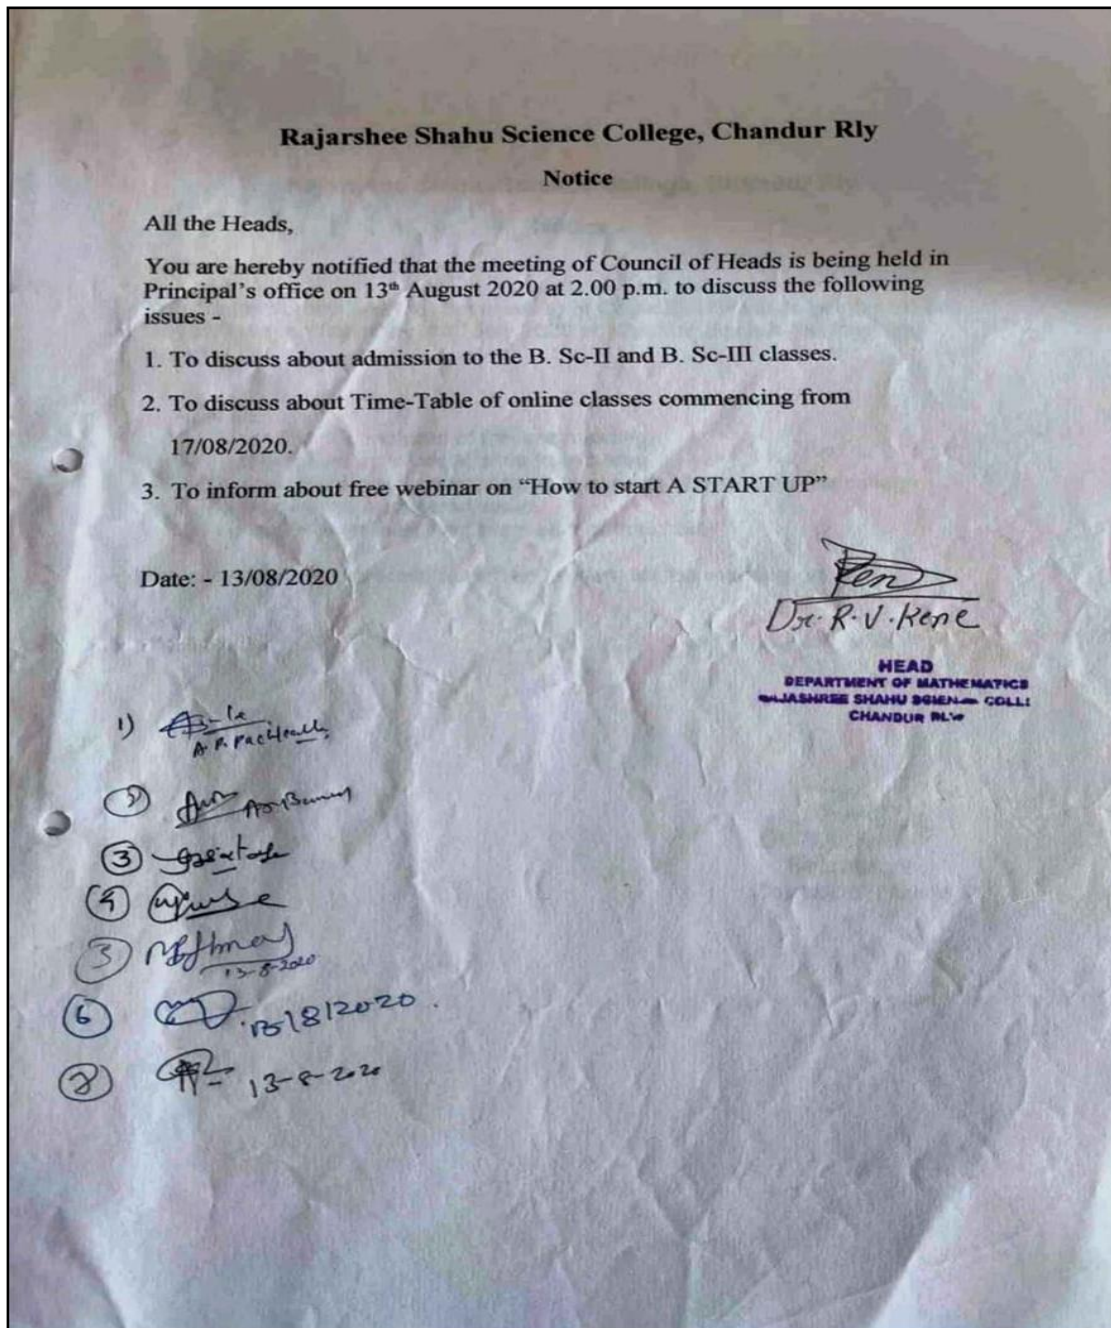 Rajarshee Shahu Science College, Chandur Rly
Notice
All the Heads,
You are hereby notified that the meeting of Council of Heads is being held in
Principal's office on 13th August 2020 at 2.00 p.m. to discuss the following
issues -
1. To discuss about admission to the B. Sc-II and B. Sc-III classes.
2. To discuss about Time-Table of online classes commencing from
17/08/2020.
3. To inform about free webinar on “How to start A START UP”
Date: - 13/08/2020
Dr. R. V. Kene
HEAD
DEPARTMENT OF MATHEMATICS
SHAHU
CHANDUR
1)
A. P.
3
4
13-8-2020
6
13/8/2020.
13-8-2020